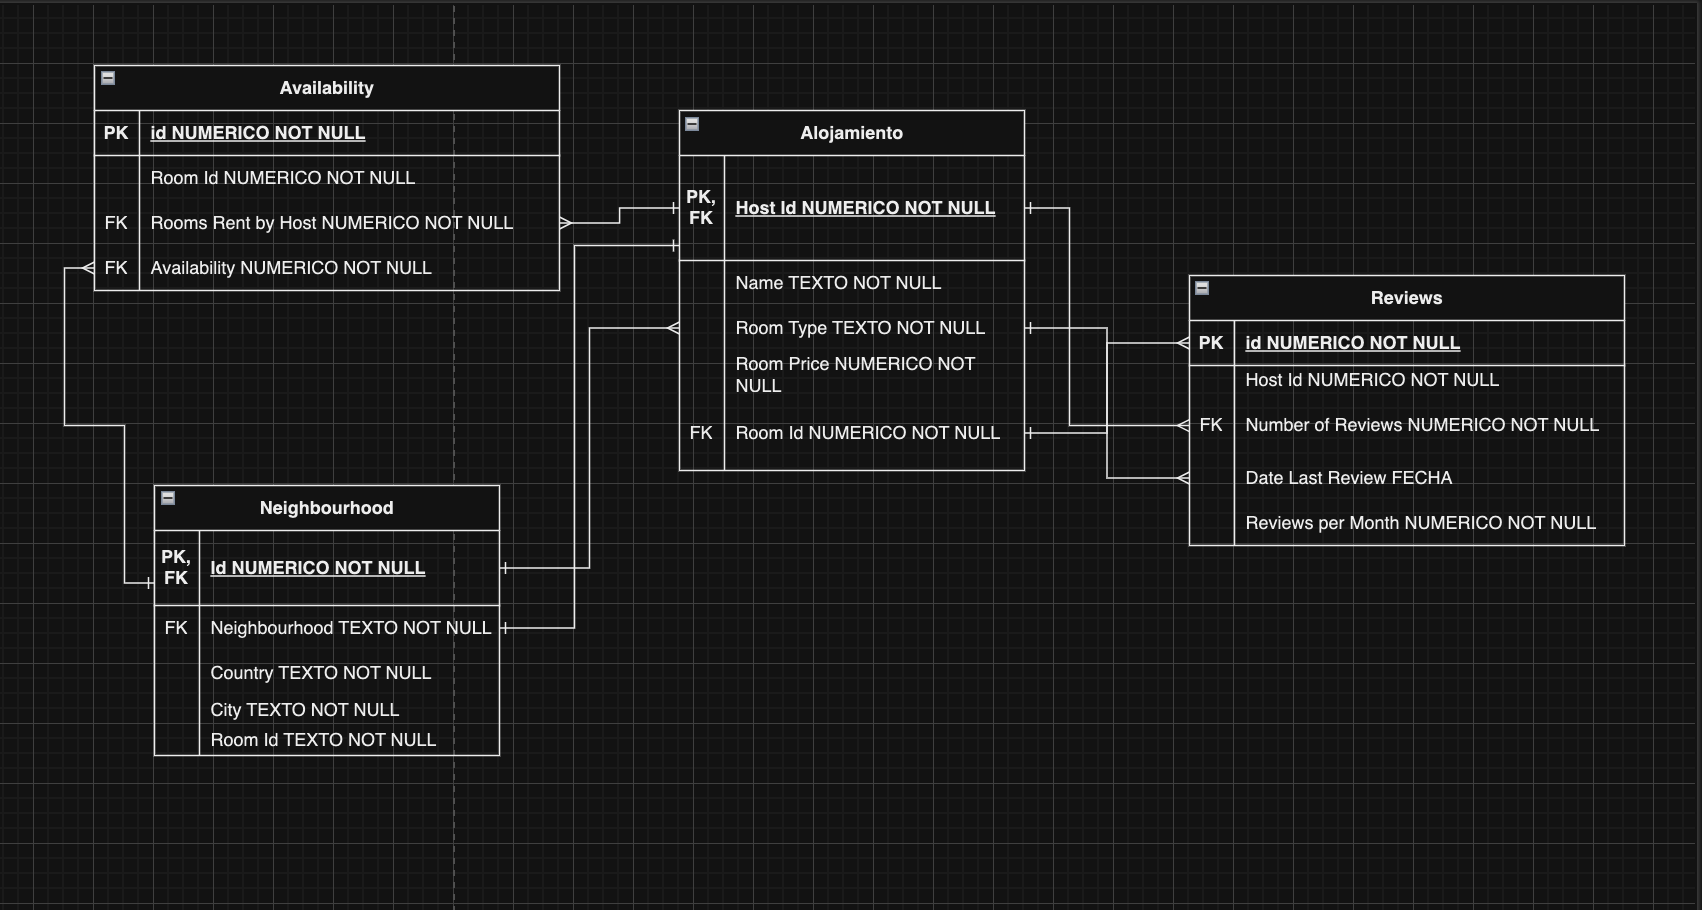 Availability
PK id NUMERICO NOT NULL
Room Id NUMERICO NOT NULL
FK Rooms Rent by Host NUMERICO NOT NULL
FK Availability NUMERICO NOT NULL
Alojamiento
PK,
FK
Host Id NUMERICO NOT NULL
Name TEXTO NOT NULL
Room Type TEXTO NOT NULL
Room Price NUMERICO NOT
NULL
FK Room Id NUMERICO NOT NULL
Reviews
PK id NUMERICO NOT NULL
Host Id NUMERICO NOT NULL
FK Number of Reviews NUMERICO NOT NULL
Date Last Review FECHA
Reviews per Month NUMERICO NOT NULL
Neighbourhood
PK,
FK
Id NUMERICO NOT NULL
FK Neighbourhood TEXTO NOT NULL
Country TEXTO NOT NULL
City TEXTO NOT NULL
Room Id TEXTO NOT NULL